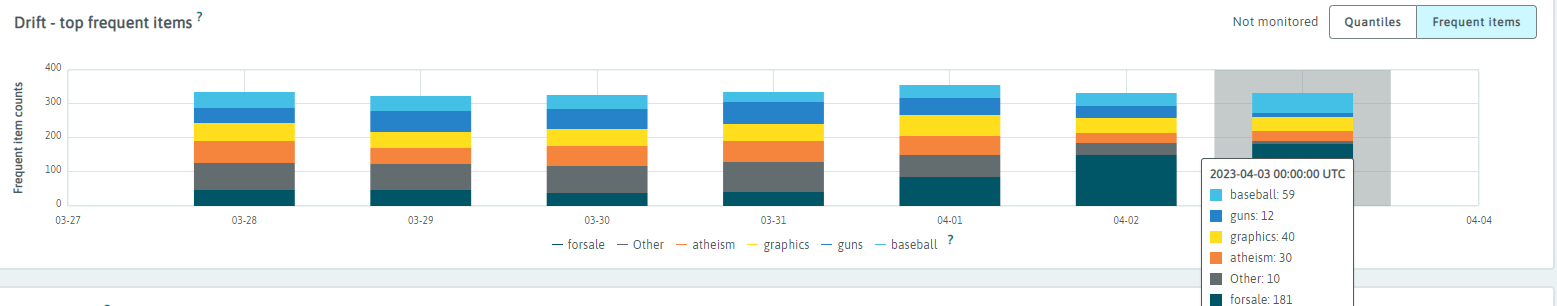 Drift - top frequent items ?
Not monitored Quantiles Frequent items
Frequent item counts
400
300
200
100
0
03-27 03-28 03-29 03-30 03-31 04-01 04-02 04-04
forsale Other atheism graphics guns baseball ?
2023-04-03 00:00:00 UTC
baseball: 59
guns: 12
graphics: 40
atheism: 30
Other: 10
forsale: 181